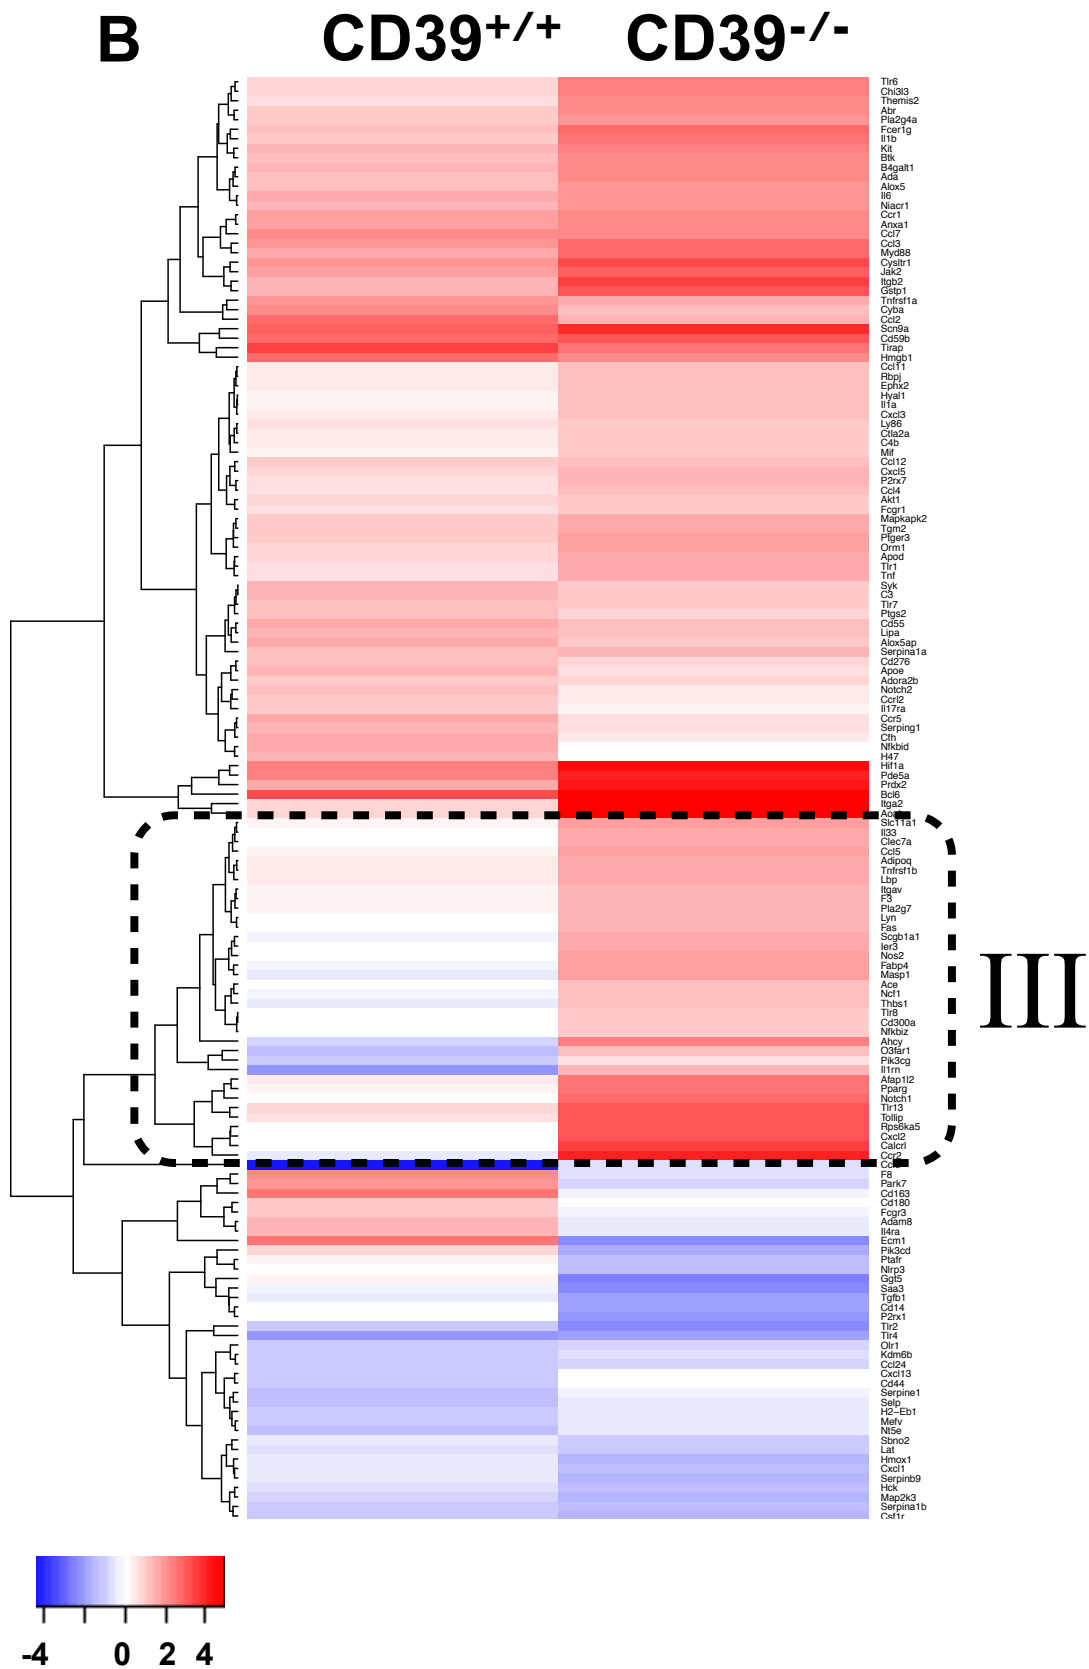 B CD39+/+ CD39-/-
Tlr6
Chi3l3
Themis2
Abr
Pla2g4a
Fcer1g
Il1b
Kit
Btk
B4galt1
Ada
Alox5
Il6
Niacr1
Ccr1
Anxa1
Ccl7
Ccl3
Myd88
Cysltr1
Jak2
Itgb2
Gstp1
Tnfrsf1a
Cyba
Ccl2
Scn9a
Cd59b
Tirap
Hmgb1
Ccl11
Rbpj
Ephx2
Hyal1
Il1a
Cxcl3
Ly86
Ctla2a
C4b
Mif
Ccl12
Cxcl5
P2rx7
Ccl4
Akt1
Fcgr1
Mapkapk2
Tgm2
Ptger3
Orm1
Apod
Tlr1
Tnf
Syk
C3
Tlr7
Ptgs2
Cd55
Lipa
Alox5ap
Serpina1a
Cd276
Apoe
Adora2b
Notch2
Ccrl2
Il17ra
Ccr5
Serping1
Cfh
Nfkbid
H47
Hif1a
Pde5a
Prdx2
Bcl6
Itga2
Slc11a1
Il33
Clec7a
Ccl5
Adipoq
Tnfrsf1b
Lbp
Itgav
F3
Pla2g7
Lyn
Fas
Scgb1a1
Ier3
Nos2
Fabp4
Masp1
Ace
Ncf1
Thbs1
Tlr8
Cd300a
Nfkbiz
Ahcy
O3far1
Pik3cg
Il1rn
Afap1l2
Pparg
Notch1
Tlr13
Tollip
Rps6ka5
Cxcl2
Calcrl
Ccr2
III
F8
Park7
Cd163
Cd180
Fcgr3
Adam8
Il4ra
Ecm1
Pik3cd
Ptafr
Nlrp3
Ggt5
Saa3
Tgfb1
Cd14
P2rx1
Tlr2
Tlr4
Olr1
Kdm6b
Ccl24
Cxcl13
Cd44
Serpine1
Selp
H2−Eb1
Mefv
Nt5e
Sbno2
Lat
Hmox1
Cxcl1
Serpinb9
Hck
Map2k3
Serpina1b
Csf1r
-4 0 2 4